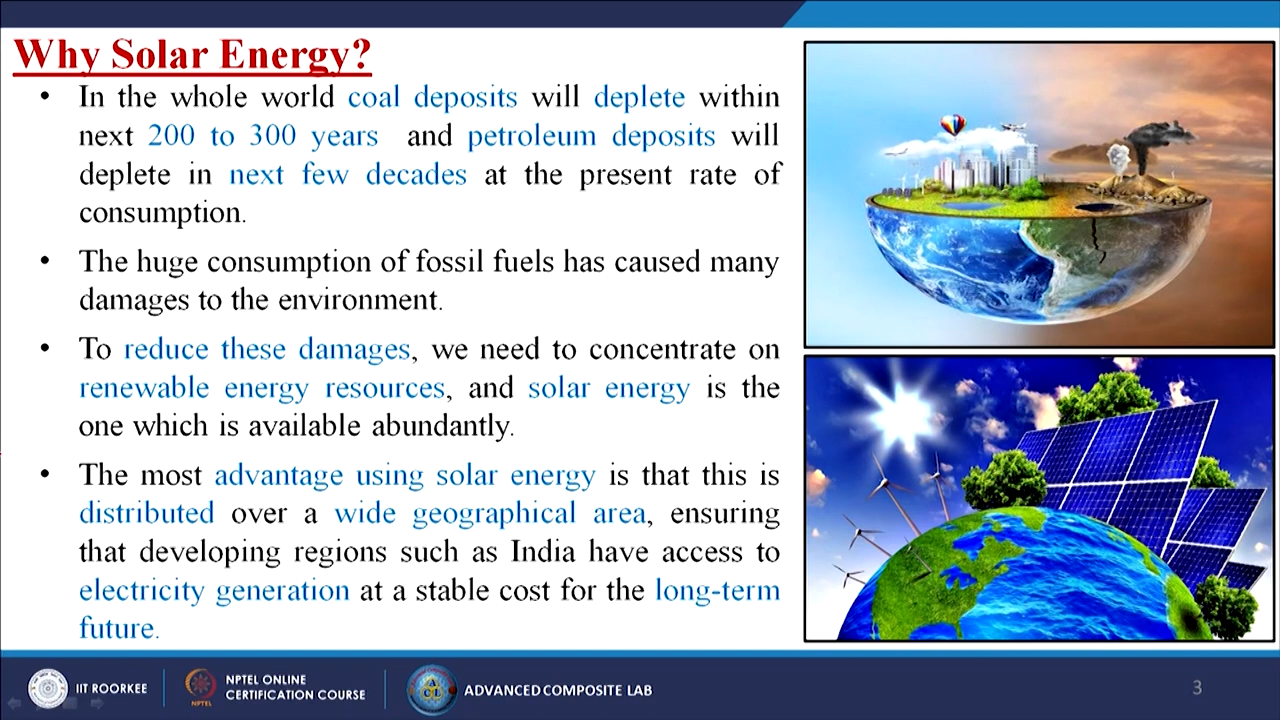 Why Solar Energy?
• In the whole world coal deposits will deplete within
next 200 to 300 years and petroleum deposits will
deplete in next few decades at the present rate of
consumption.
• The huge consumption of fossil fuels has caused many
damages to the environment.
• To reduce these damages, we need to concentrate on
renewable energy resources, and solar energy is the
one which is available abundantly.
• The most advantage using solar energy is that this is
distributed over a wide geographical area, ensuring
that developing regions such as India have access to
electricity generation at a stable cost for the long-term
future.
IIT ROORKEE
NPTEL
NPTEL ONLINE
CERTIFICATION COURSE
ACL
ADVANCED COMPOSITE LAB
3